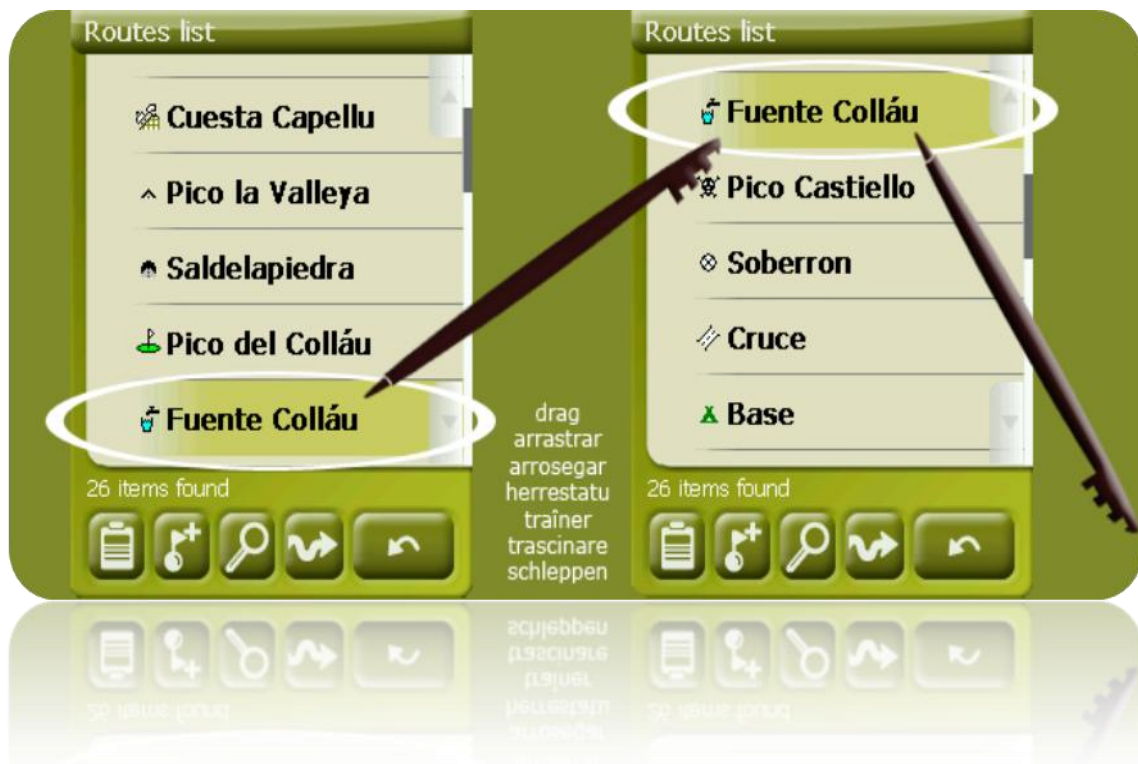 Routes list
Cuesta Capellu
Pico la Valleya
Saldelapiedra
Pico del Colláu
Fuente Colláu
26 items found
drag
arrastrar
arrosegar
herrestatu
traîner
trascinare
schleppen
Routes list
Fuente Colláu
Pico Castiello
Soberron
Cruce
Base
26 items found